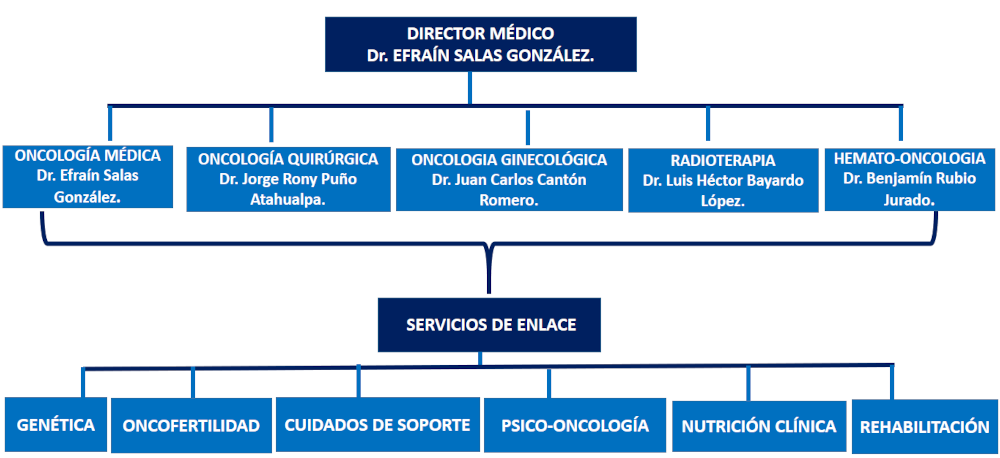 DIRECTOR MÉDICO
Dr. EFRAÍN SALAS GONZÁLEZ.
ONCOLOGÍA MÉDICA
Dr. Efraín Salas
González.
ONCOLOGÍA QUIRÚRGICA
Dr. Jorge Rony Puño
Atahualpa.
ONCOLOGIA GINECOLÓGICA
Dr. Juan Carlos Cantón
Romero.
RADIOTERAPIA
Dr. Luis Héctor Bayardo
López.
HEMATO-ONCOLOGIA
Dr. Benjamín Rubio
Jurado.
SERVICIOS DE ENLACE
GENÉTICA
ONCOFERTILIDAD
CUIDADOS DE SOPORTE
PSICO-ONCOLOGÍA
NUTRICIÓN CLÍNICA
REHABILITACIÓN